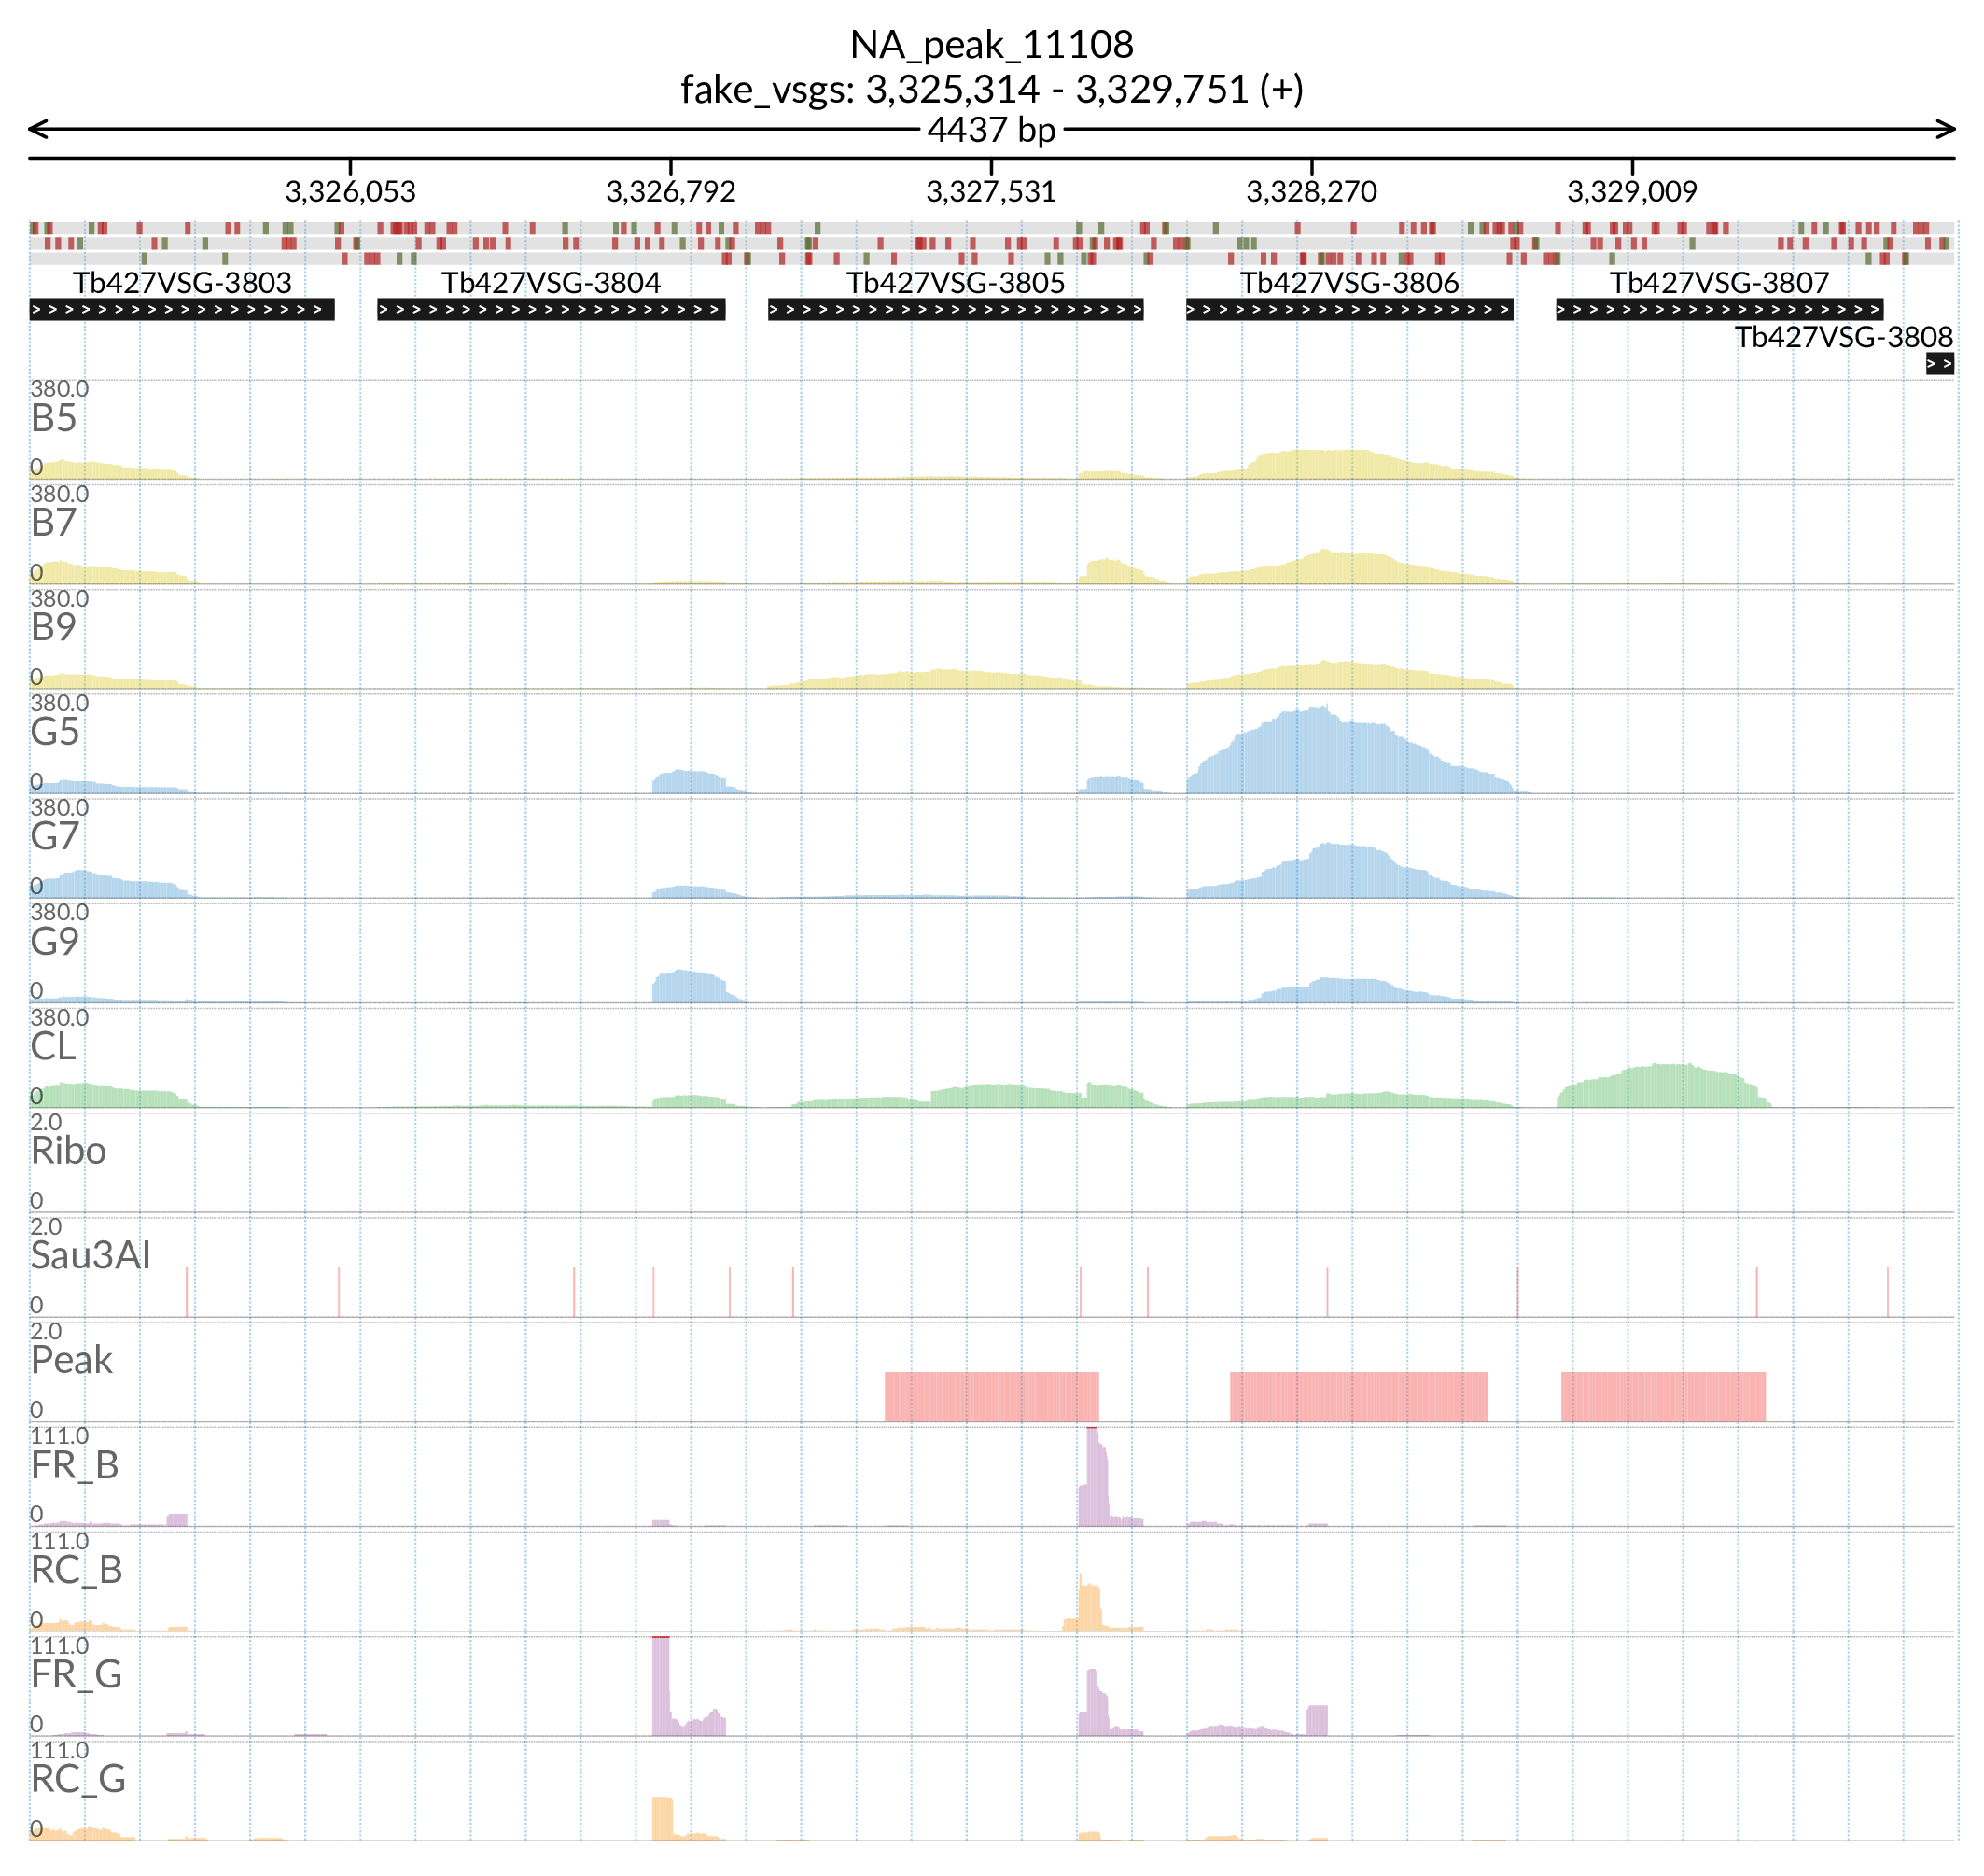 NA_peak_11108
fake_vsgs: 3,325,314 - 3,329,751 (+)
4437 bp
3,326,053 3,326,792 3,327,531 3,328,270 3,329,009
Tb427VSG-3803 Tb427VSG-3804 Tb427VSG-3805 Tb427VSG-3806 Tb427VSG-3807
Tb427VSG-3808
380.0
B5
0
380.0
B7
0
380.0
B9
0
380.0
G5
0
380.0
G7
0
380.0
G9
0
380.0
CL
0
2.0
Ribo
0
2.0
Sau3AI
0
2.0
Peak
0
111.0
FR_B
0
111.0
RC_B
0
111.0
FR_G
0
111.0
RC_G
0